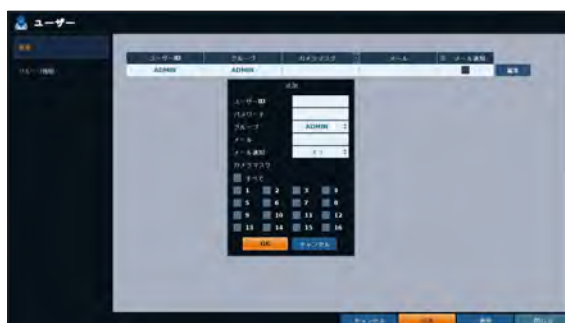 ユーザー
ユーザーID グループ カメラマスク メール メール通知
ADMIN ADMIN 編集
グループ権限
追加
ユーザーID
パスワード
グループ ADMIN
メール
メール通知
カメラマスク
すべて
1 2 3 4
5 6 7 8
9 10 11 12
13 14 15 16
OK キャンセル
キャンセル 追加 適用 閉じる